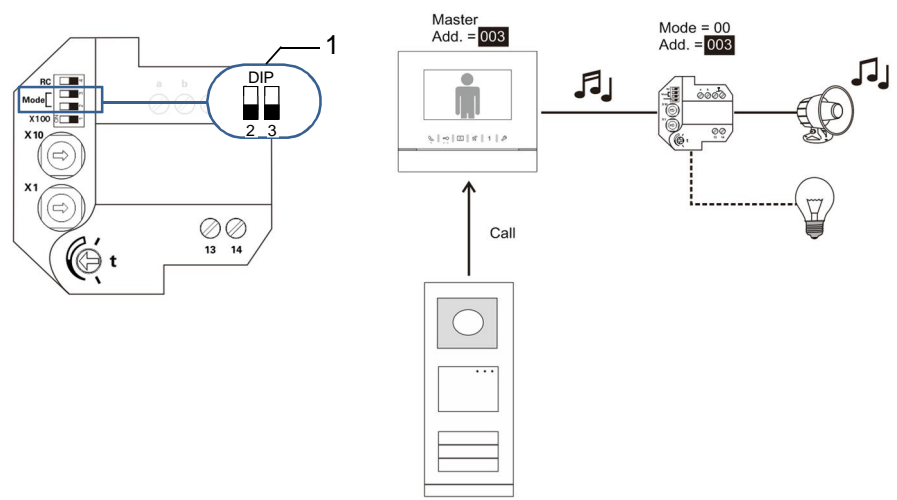 1
RC
Mode
X100
X10
X1
t
a b
13 14
DIP
2 3
Master
Add. = 003
Mode = 00
Add. = 003
Call